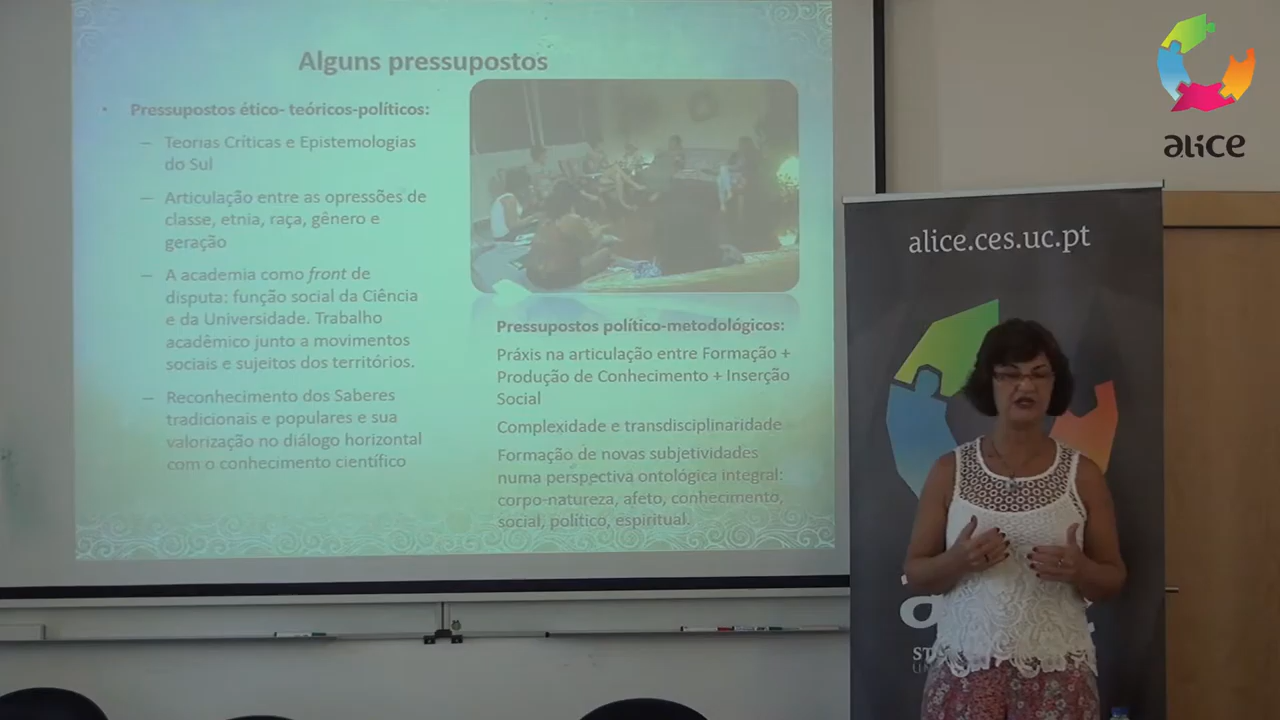 Alguns pressupostos
• Pressupostos ético- teóricos-políticos:
– Teorias Críticas e Epistemologias
do Sul
– Articulação entre as opressões de
classe, etnia, raça, gênero e
geração
– A academia como front de
disputa: função social da Ciência
e da Universidade. Trabalho
acadêmico junto a movimentos
sociais e sujeitos dos territórios.
– Reconhecimento dos Saberes
tradicionais e populares e sua
valorização no diálogo horizontal
com o conhecimento científico
Pressupostos político-metodológicos:
Práxis na articulação entre Formação +
Produção de Conhecimento + Inserção
Social
Complexidade e transdisciplinaridade
Formação de novas subjetividades
numa perspectiva ontológica integral:
corpo-natureza, afeto, conhecimento,
social, político, espiritual.
alice
alice.ces.uc.pt